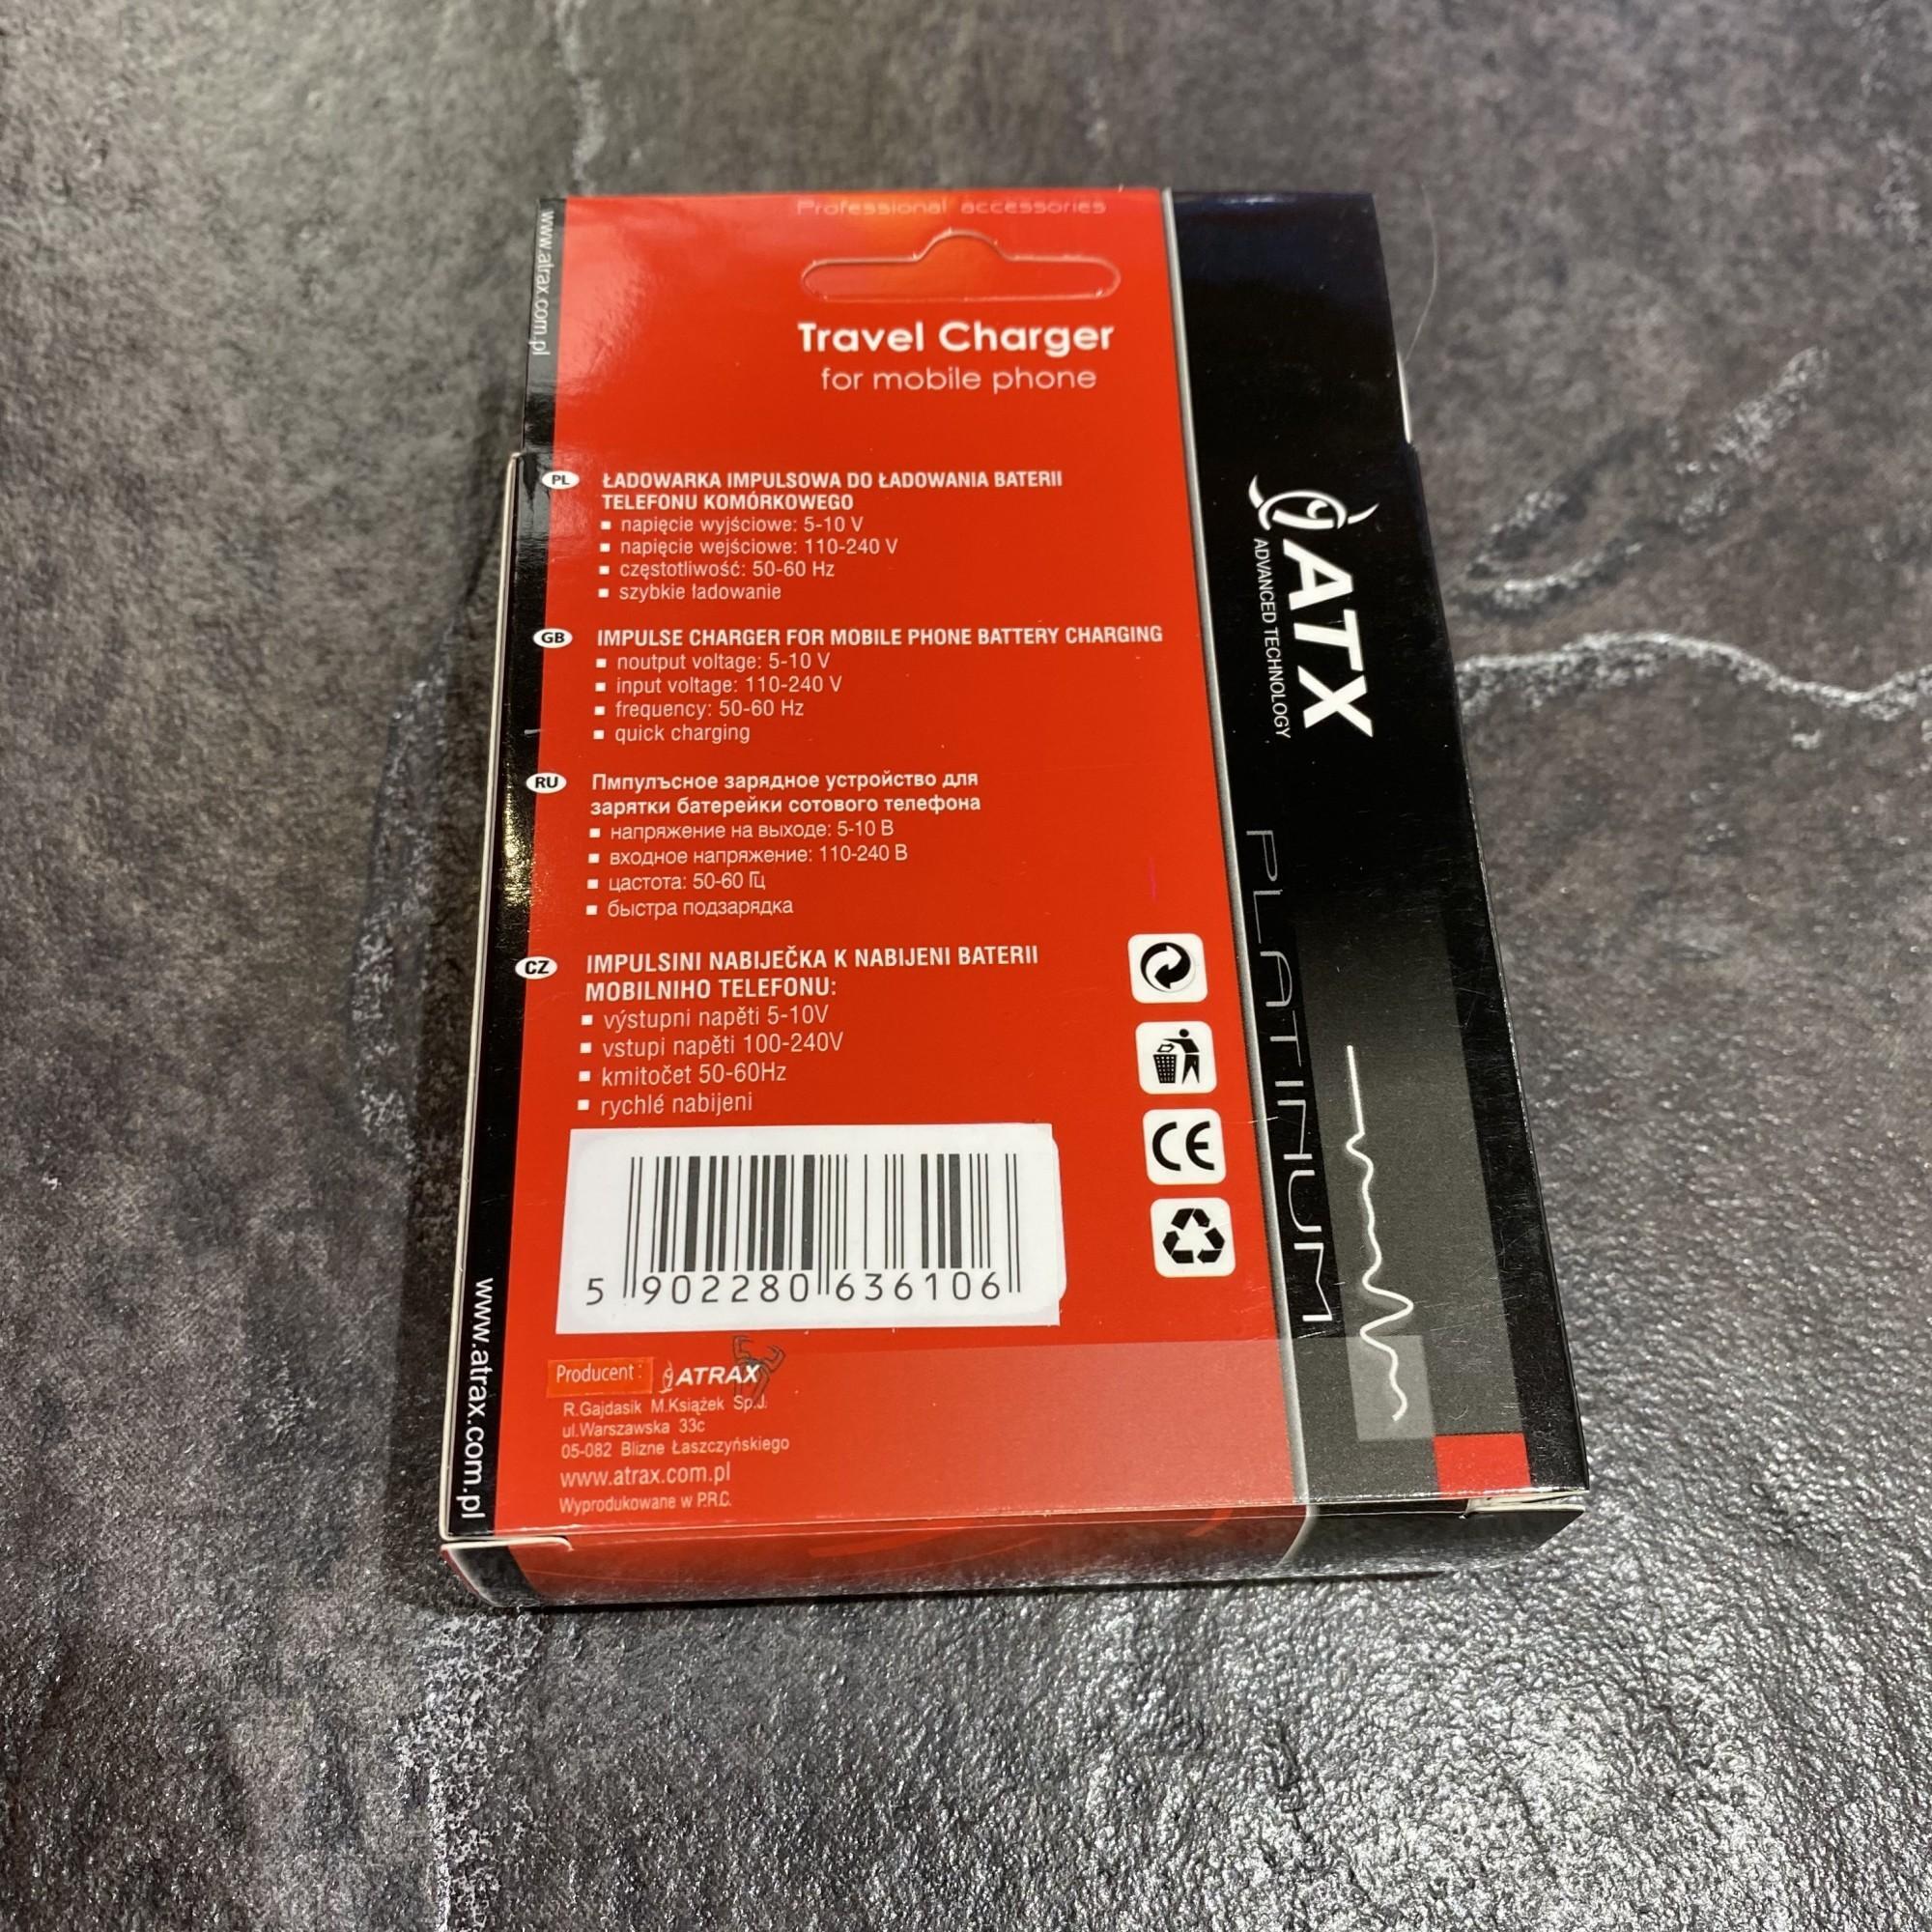 Professional accessories
Travel Charger
for mobile phone
PL
ŁADOWARKA IMPULSOWA DO ŁADOWANIA BATERII
TELEFONU KOMÓRKOWEGO
napięcie wyjściowe: 5-10 V
napięcie wejściowe: 110-240 V
częstotliwość: 50-60 Hz
szybkie ładowanie
GB
IMPULSE CHARGER FOR MOBILE PHONE BATTERY CHARGING
noutput voltage: 5-10 V
input voltage: 110-240 V
frequency: 50-60 Hz
quick charging
RU
Пмпулъсное зарядное устройство для
зарятки батерейки сотового телефона
напряжение на выходе: 5-10 В
входное напряжение: 110-240 В
цастота: 50-60 Гц
быстра подзарядка
CZ
IMPULSINI NABIJEČKA K NABIJENI BATERII
MOBILNIHO TELEFONU:
výstupni napěti 5-10V
vstupi napěti 100-240V
kmitočet 50-60Hz
rychlé nabijeni
CE
5 902280 636106
Producent : ATRAX
R.Gajdasik M.Książek Sp.J.
ul.Warszawska 33c
05-082 Blizne Łaszczyńskiego
www.atrax.com.pl
Wyprodukowane w P.R.C.
www.atrax.com.pl
www.atrax.com.pl
ATX
ADVANCED TECHNOLOGY
PLATINUM